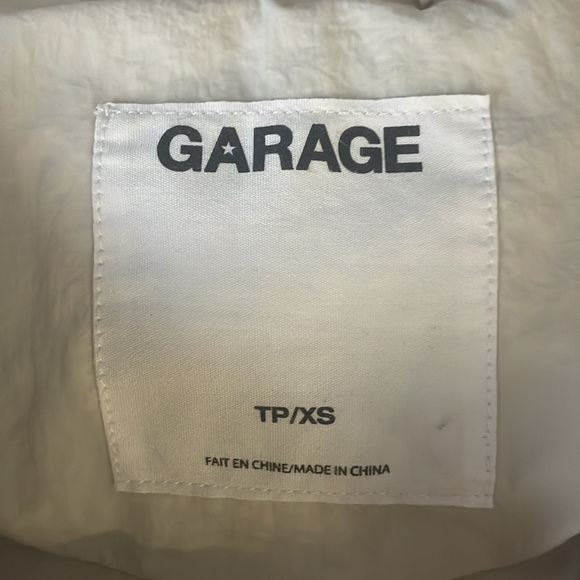 GARAGE
TP/XS
FAIT EN CHINE/MADE IN CHINA